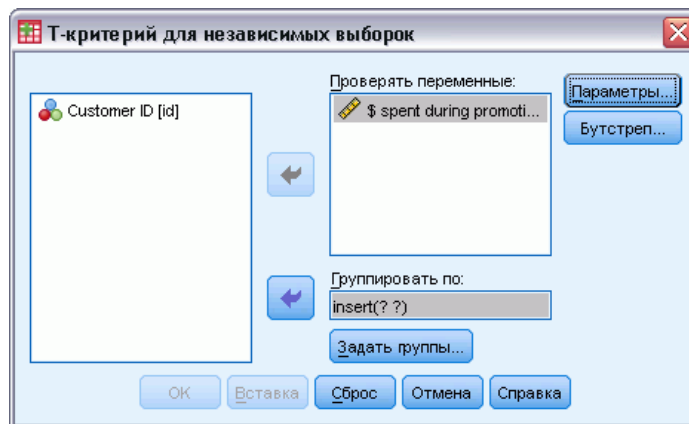 Т-критерий для независимых выборок
Customer ID [id]
Проверять переменные:
$ spent during promoti...
Параметры...
Бутстреп...
Группировать по:
insert(? ?)
Задать группы...
ОК
Вставка
Сброс
Отмена
Справка